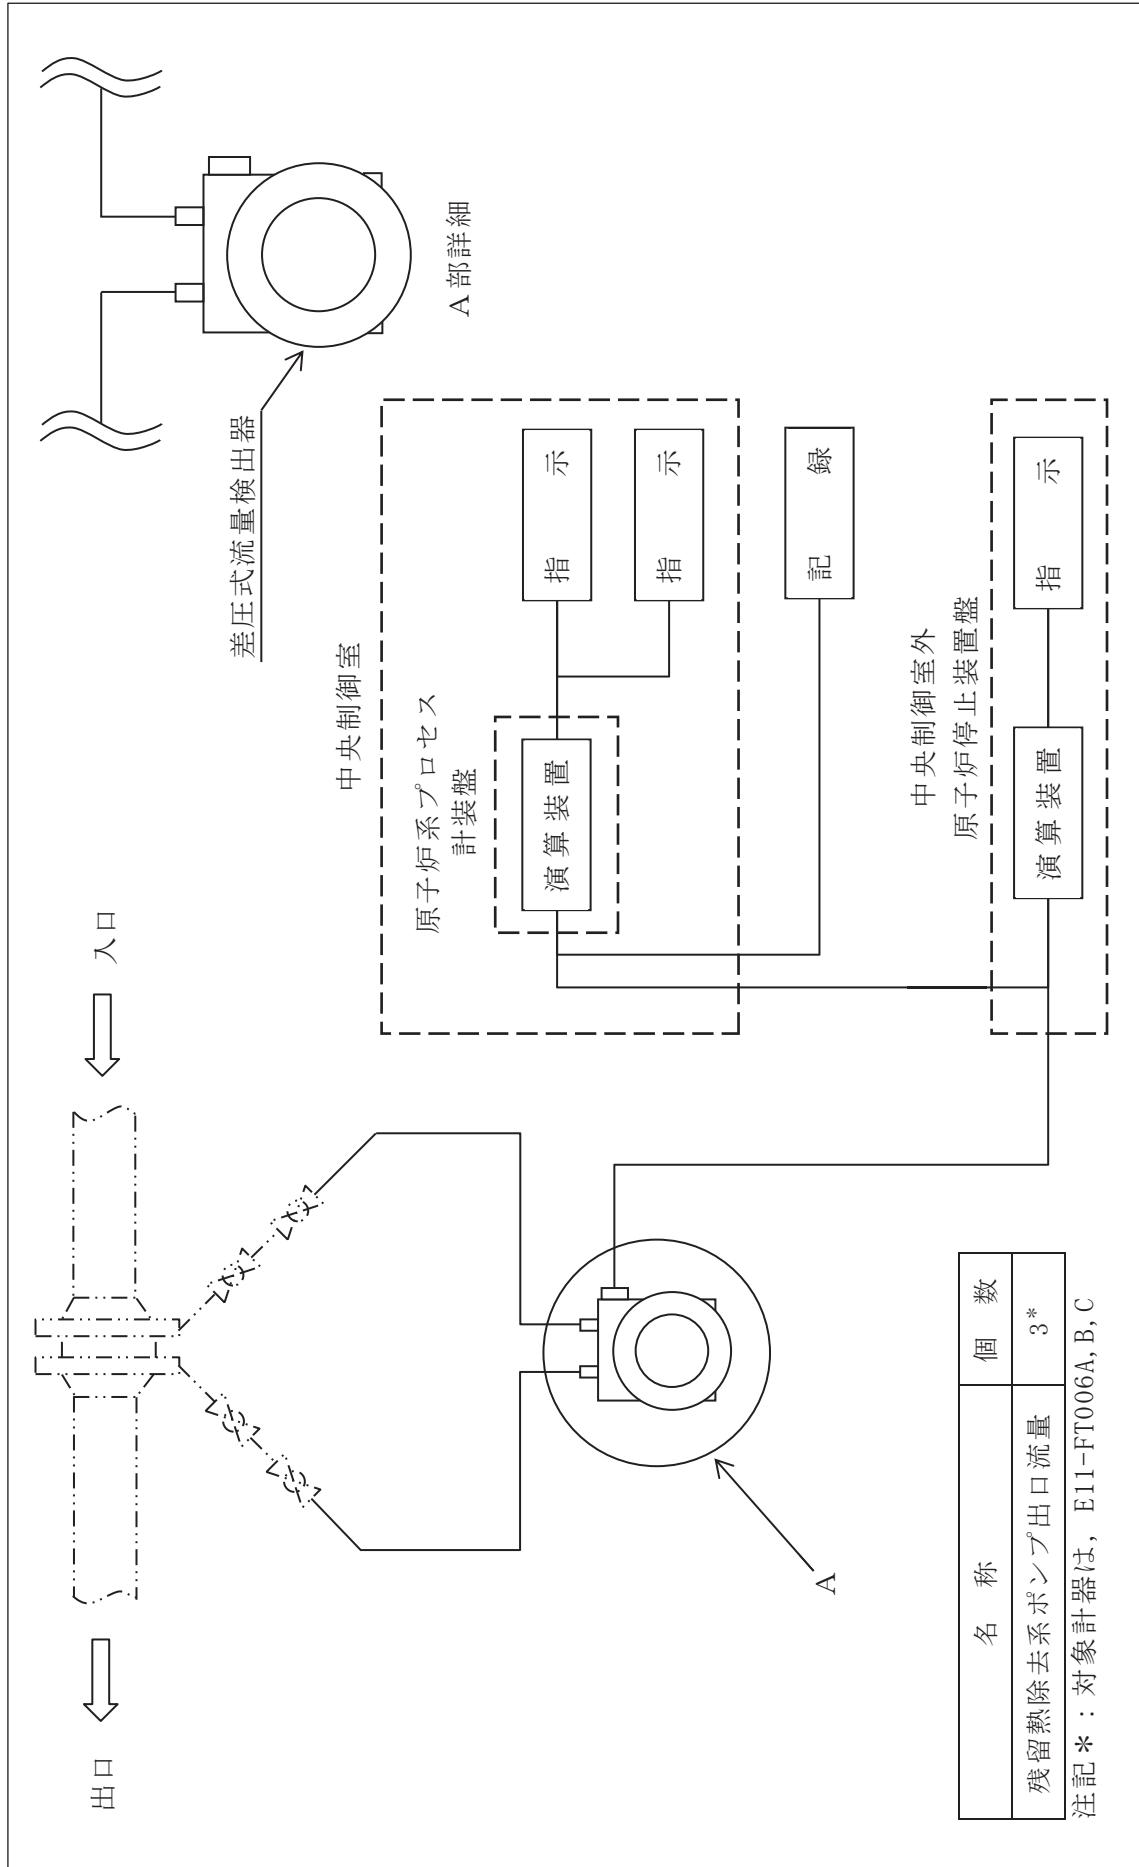 出口
入口
差圧式流量検出器
A部詳細
中央制御室
原子炉系プロセス
計装盤
演算装置
指示
指示
記録
中央制御室外
原子炉停止装置盤
演算装置
指示
A
名称 個数
残留熱除去系ポンプ出口流量 3*
注記*：対象計器は，E11-FT006A,B,C